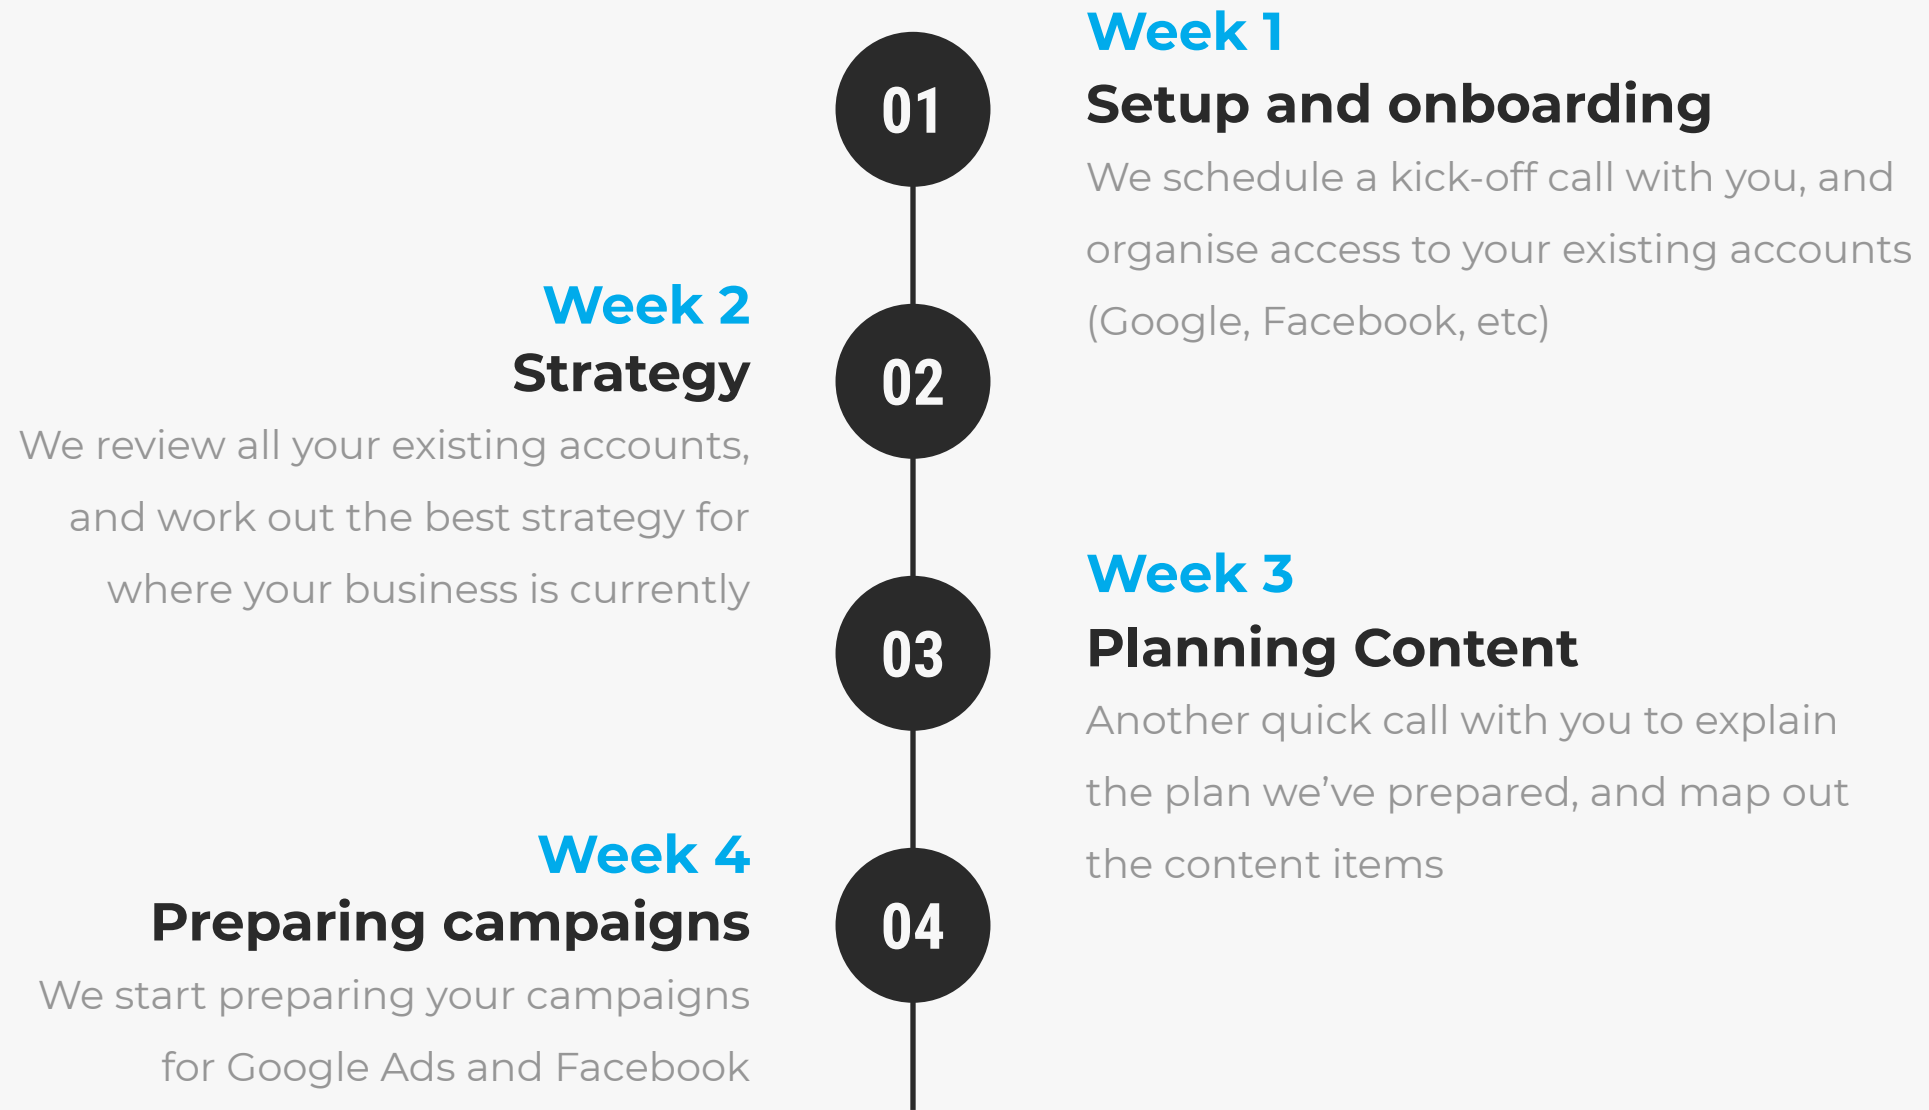 01
Week 1
Setup and onboarding
We schedule a kick-off call with you, and
organise access to your existing accounts
(Google, Facebook, etc)
02
Week 2
Strategy
We review all your existing accounts,
and work out the best strategy for
where your business is currently
03
Week 3
Planning Content
Another quick call with you to explain
the plan we’ve prepared, and map out
the content items
04
Week 4
Preparing campaigns
We start preparing your campaigns
for Google Ads and Facebook